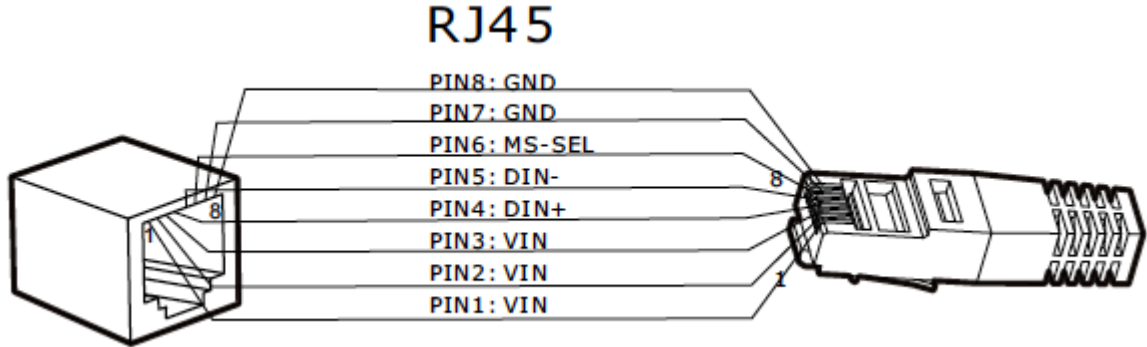 RJ45
PIN8: GND
PIN7: GND
PIN6: MS-SEL
PIN5: DIN-
PIN4: DIN+
PIN3: VIN
PIN2: VIN
PIN1: VIN
8
1
8
1